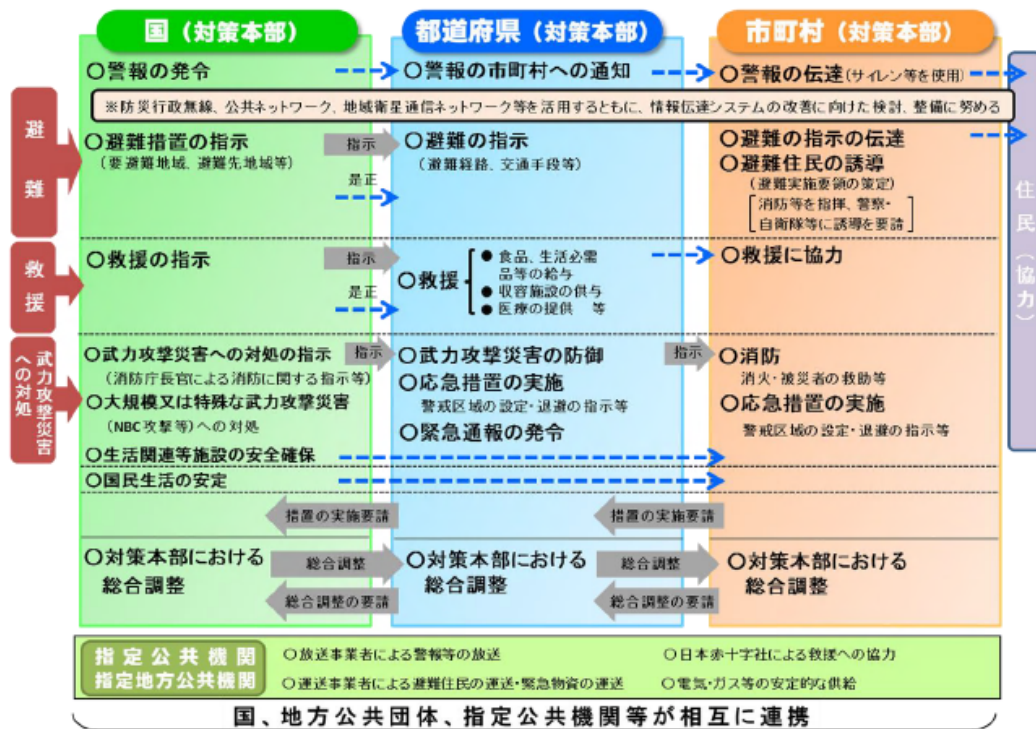 国（対策本部）
都道府県（対策本部）
市町村（対策本部）
○警報の発令
○警報の市町村への通知
○警報の伝達(サイレン等を使用)
※防災行政無線、公共ネットワーク、地域衛星通信ネットワーク等を活用するともに、情報伝達システムの改善に向けた検討、整備に努める
避難
○避難措置の指示
(要避難地域、避難先地域等)
指示
是正
○避難の指示
(避難経路、交通手段等)
○避難の指示の伝達
○避難住民の誘導
(避難実施要領の策定)
消防等を指揮、警察・
自衛隊等に誘導を要請
住民（協力）
救援
○救援の指示
指示
是正
○救援
● 食品、生活必需
品等の給与
● 収容施設の供与
● 医療の提供　等
○救援に協力
武力攻撃災害
への対処
○武力攻撃災害への対処の指示
(消防庁長官による消防に関する指示等)
○大規模又は特殊な武力攻撃災害
(NBC攻撃等)への対処
指示
○武力攻撃災害の防御
○応急措置の実施
警戒区域の設定・退避の指示等
○緊急通報の発令
指示
○消防
消火・被災者の救助等
○応急措置の実施
警戒区域の設定・退避の指示等
○生活関連等施設の安全確保
○国民生活の安定
措置の実施要請
措置の実施要請
○対策本部における
総合調整
総合調整
総合調整の要請
○対策本部における
総合調整
総合調整
総合調整の要請
○対策本部における
総合調整
指定公共機関
指定地方公共機関
○放送事業者による警報等の放送
○日本赤十字社による救援への協力
○運送事業者による避難住民の運送・緊急物資の運送
○電気・ガス等の安定的な供給
国、地方公共団体、指定公共機関等が相互に連携